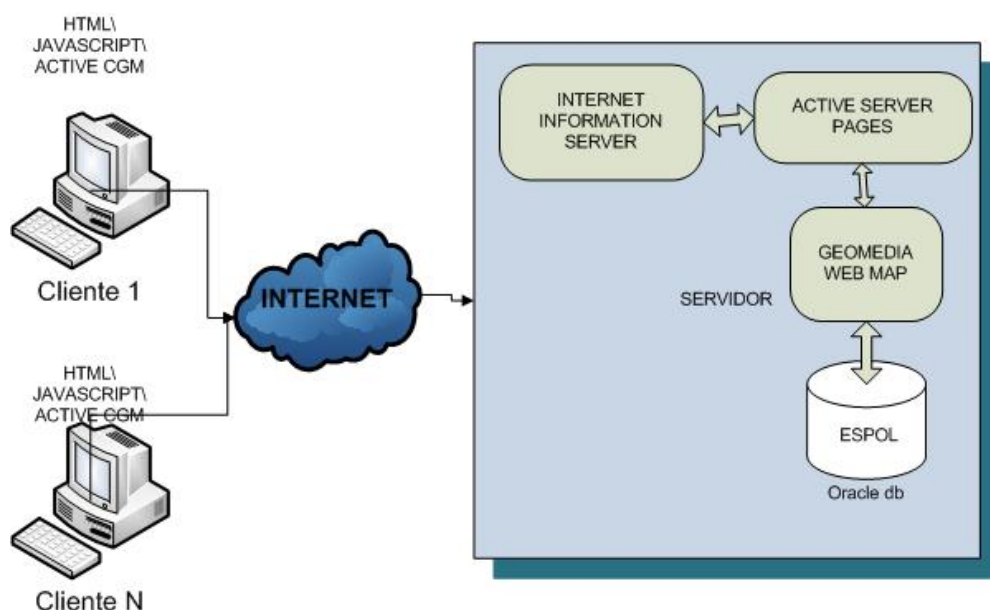 HTML\
JAVASCRIPT\
ACTIVE CGM
Cliente 1
HTML\
JAVASCRIPT\
ACTIVE CGM
Cliente N
INTERNET
INTERNET
INFORMATION
SERVER
ACTIVE SERVER
PAGES
GEOMEDIA
WEB MAP
SERVIDOR
ESPOL
Oracle db